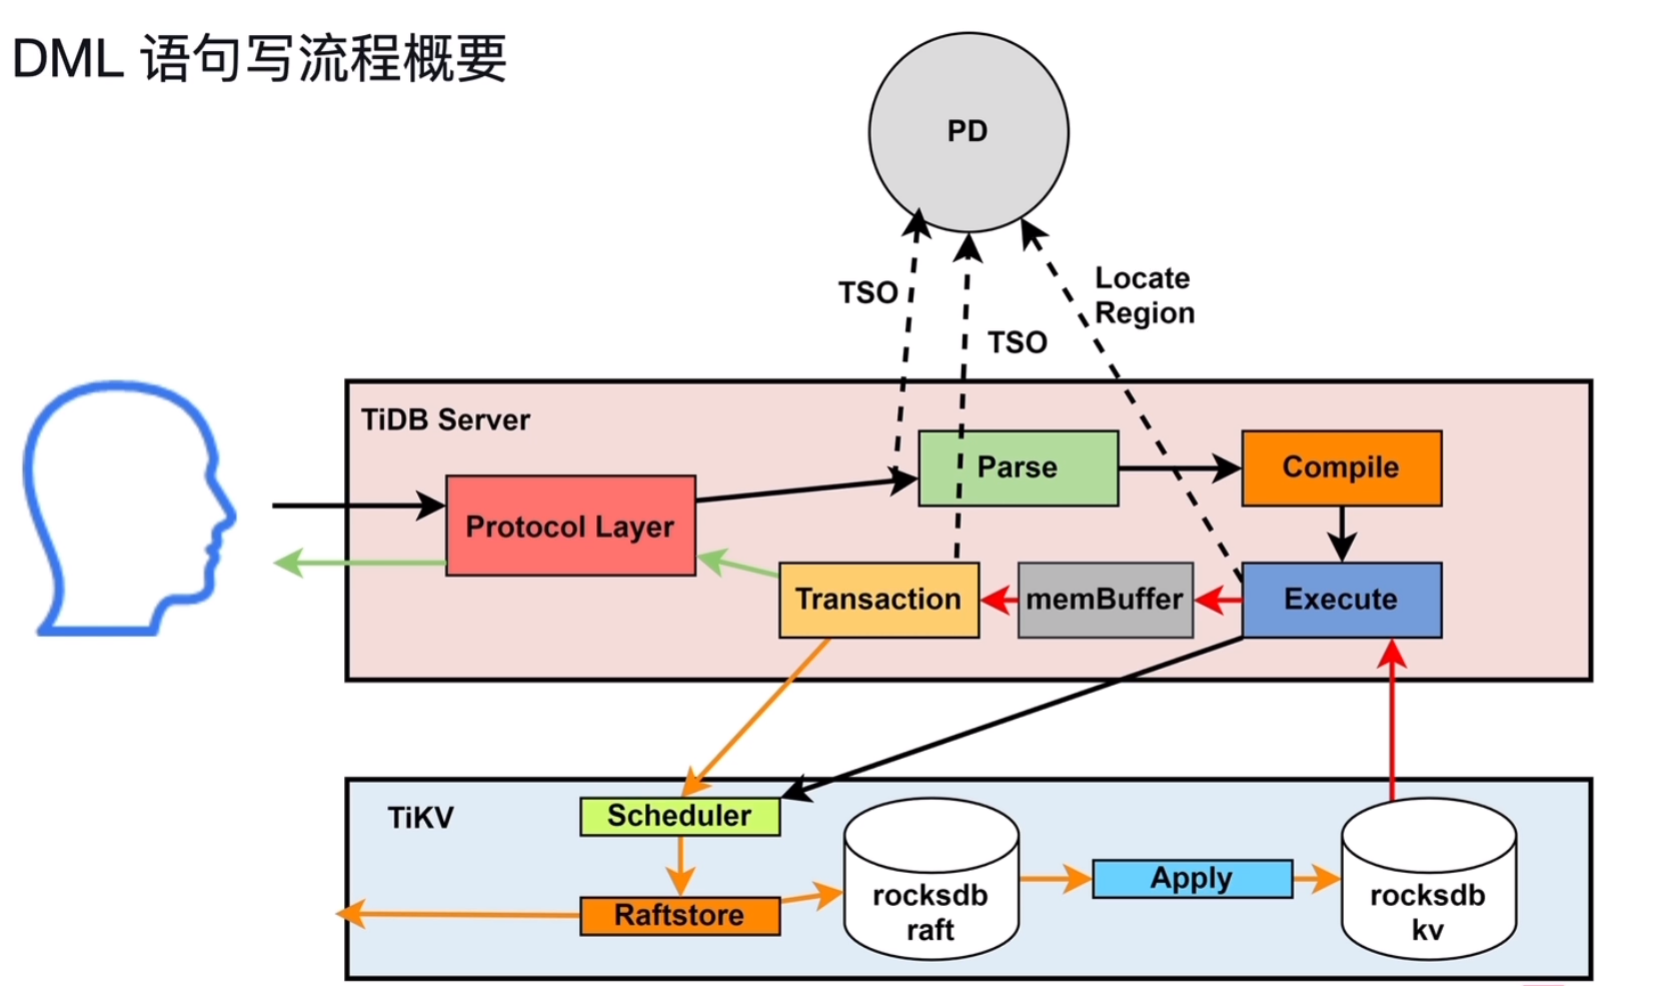 DML 语句写流程概要
PD
TSO
Locate
Region
TSO
TiDB Server
Parse
Compile
Protocol Layer
Transaction
memBuffer
Execute
TiKV
Scheduler
Raftstore
rocksdb
raft
Apply
rocksdb
kv